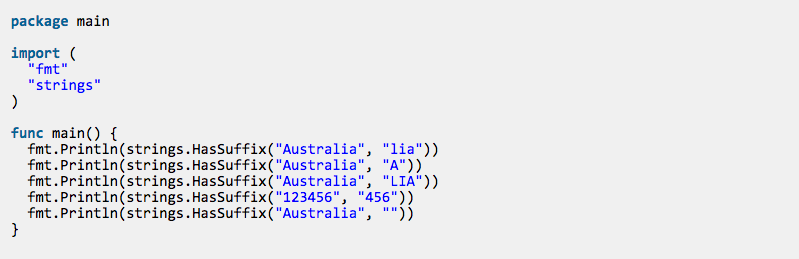 package main
import (
  "fmt"
  "strings"
)
func main() {
  fmt.Println(strings.HasSuffix("Australia", "lia"))
  fmt.Println(strings.HasSuffix("Australia", "A"))
  fmt.Println(strings.HasSuffix("Australia", "LIA"))
  fmt.Println(strings.HasSuffix("123456", "456"))
  fmt.Println(strings.HasSuffix("Australia", ""))
}